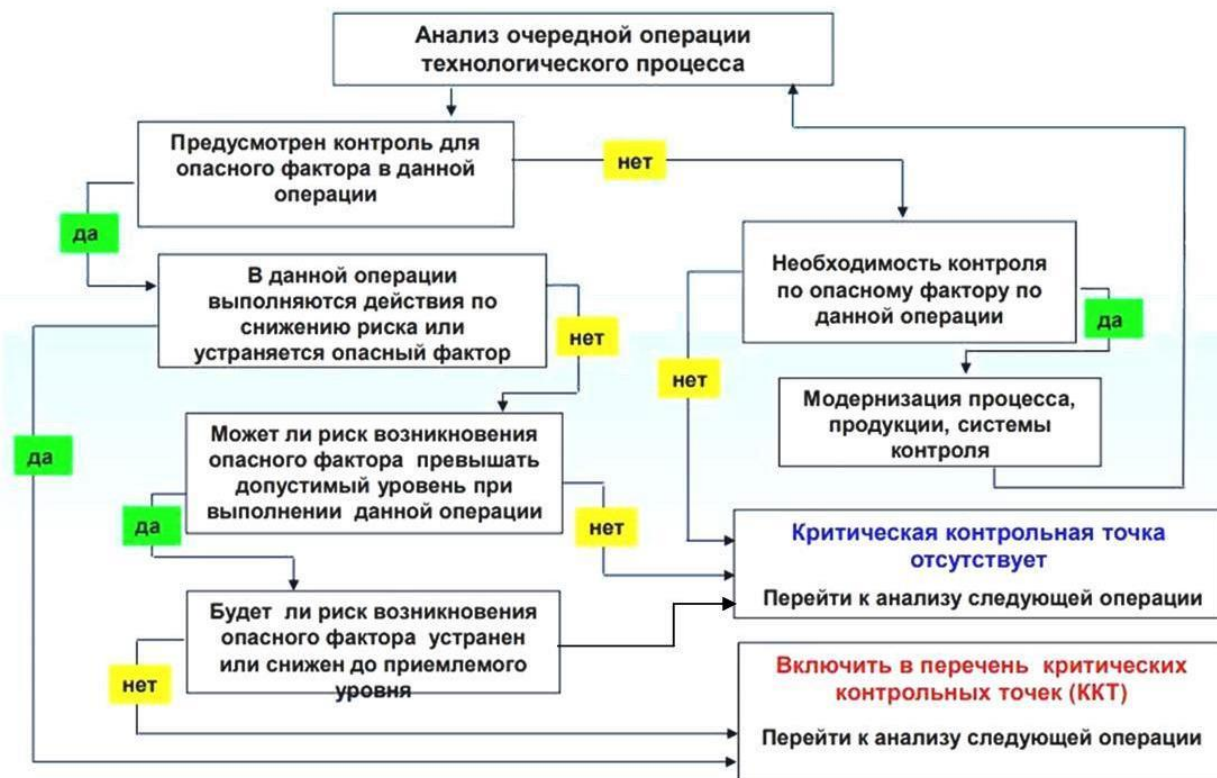 Анализ очередной операции
технологического процесса
Предусмотрен контроль для
опасного фактора в данной
операции
нет
да
В данной операции
выполняются действия по
снижению риска или
устраняется опасный фактор
нет
Необходимость контроля
по опасному фактору по
данной операции
да
нет
Модернизация процесса,
продукции, системы
контроля
да
Может ли риск возникновения
опасного фактора превышать
допустимый уровень при
выполнении данной операции
да
нет
Критическая контрольная точка
отсутствует
Перейти к анализу следующей операции
Будет ли риск возникновения
опасного фактора устранен
или снижен до приемлемого
уровня
нет
Включить в перечень критических
контрольных точек (ККТ)
Перейти к анализу следующей операции